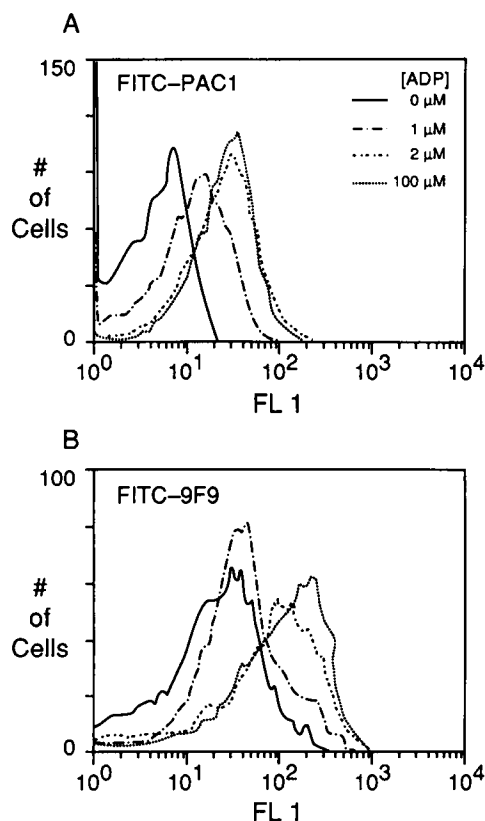 A
150
FITC–PAC1
[ADP]
0 µM
1 µM
2 µM
100 µM
#
of
Cells
0
10⁰ 10¹ 10² 10³ 10⁴
FL 1
B
100
FITC–9F9
#
of
Cells
0
10⁰ 10¹ 10² 10³ 10⁴
FL 1